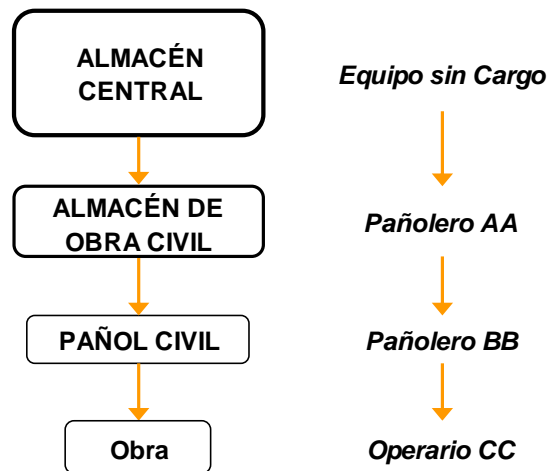 ALMACÉN
CENTRAL
Equipo sin Cargo
ALMACÉN DE
OBRA CIVIL
Pañolero AA
PAÑOL CIVIL
Pañolero BB
Obra
Operario CC